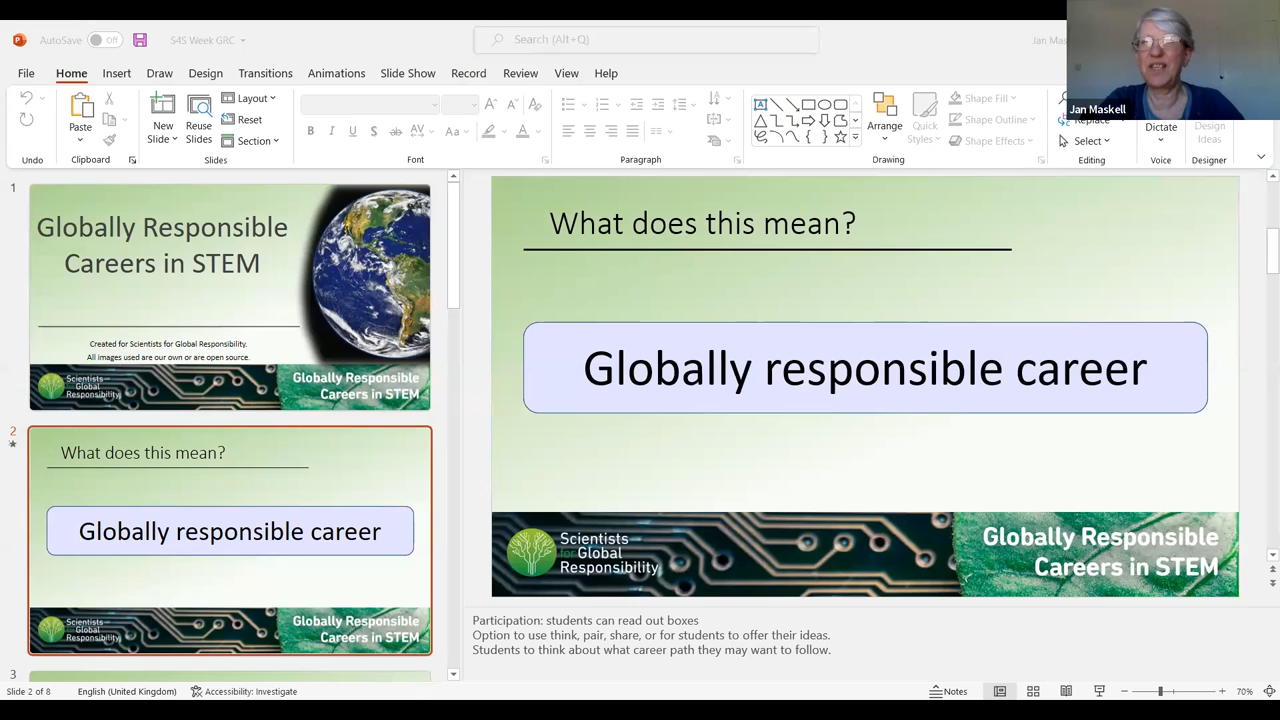 AutoSave
Off
S4S Week GRC
Search (Alt+Q)
Jan Mas
Jan Maskell
File
Home
Insert
Draw
Design
Transitions
Animations
Slide Show
Record
Review
View
Help
Paste
New
Slide
Reuse
Slides
Layout
Reset
Section
B I U S ab AV Aa A
Arrange
Quick
Styles
Shape Fill
Shape Outline
Shape Effects
Replace
Select
Dictate
Design
Ideas
Undo
Clipboard
Slides
Font
Paragraph
Drawing
Editing
Voice
Designer
1
Globally Responsible
Careers in STEM
Created for Scientists for Global Responsibility.
All images used are our own or are open source.
Scientists
for Global
Responsibility
Globally Responsible
Careers in STEM
2
What does this mean?
Globally responsible career
Scientists
for Global
Responsibility
Globally Responsible
Careers in STEM
3
What does this mean?
Globally responsible career
Scientists
for Global
Responsibility
Globally Responsible
Careers in STEM
Participation: students can read out boxes
Option to use think, pair, share, or for students to offer their ideas.
Students to think about what career path they may want to follow.
Slide 2 of 8
English (United Kingdom)
Accessibility: Investigate
Notes
70%